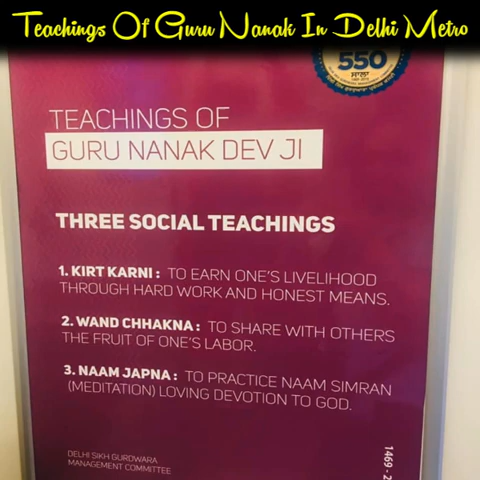 Teachings Of Guru Nanak In Delhi Metro
550
TEACHINGS OF
GURU NANAK DEV JI
THREE SOCIAL TEACHINGS
1. KIRT KARNI : TO EARN ONE'S LIVELIHOOD
THROUGH HARD WORK AND HONEST MEANS.
2. WAND CHHAKNA : TO SHARE WITH OTHERS
THE FRUIT OF ONE'S LABOR.
3. NAAM JAPNA : TO PRACTICE NAAM SIMRAN
(MEDITATION) LOVING DEVOTION TO GOD.
DELHI SIKH GURDWARA
MANAGEMENT COMMITTEE
1469 - 2